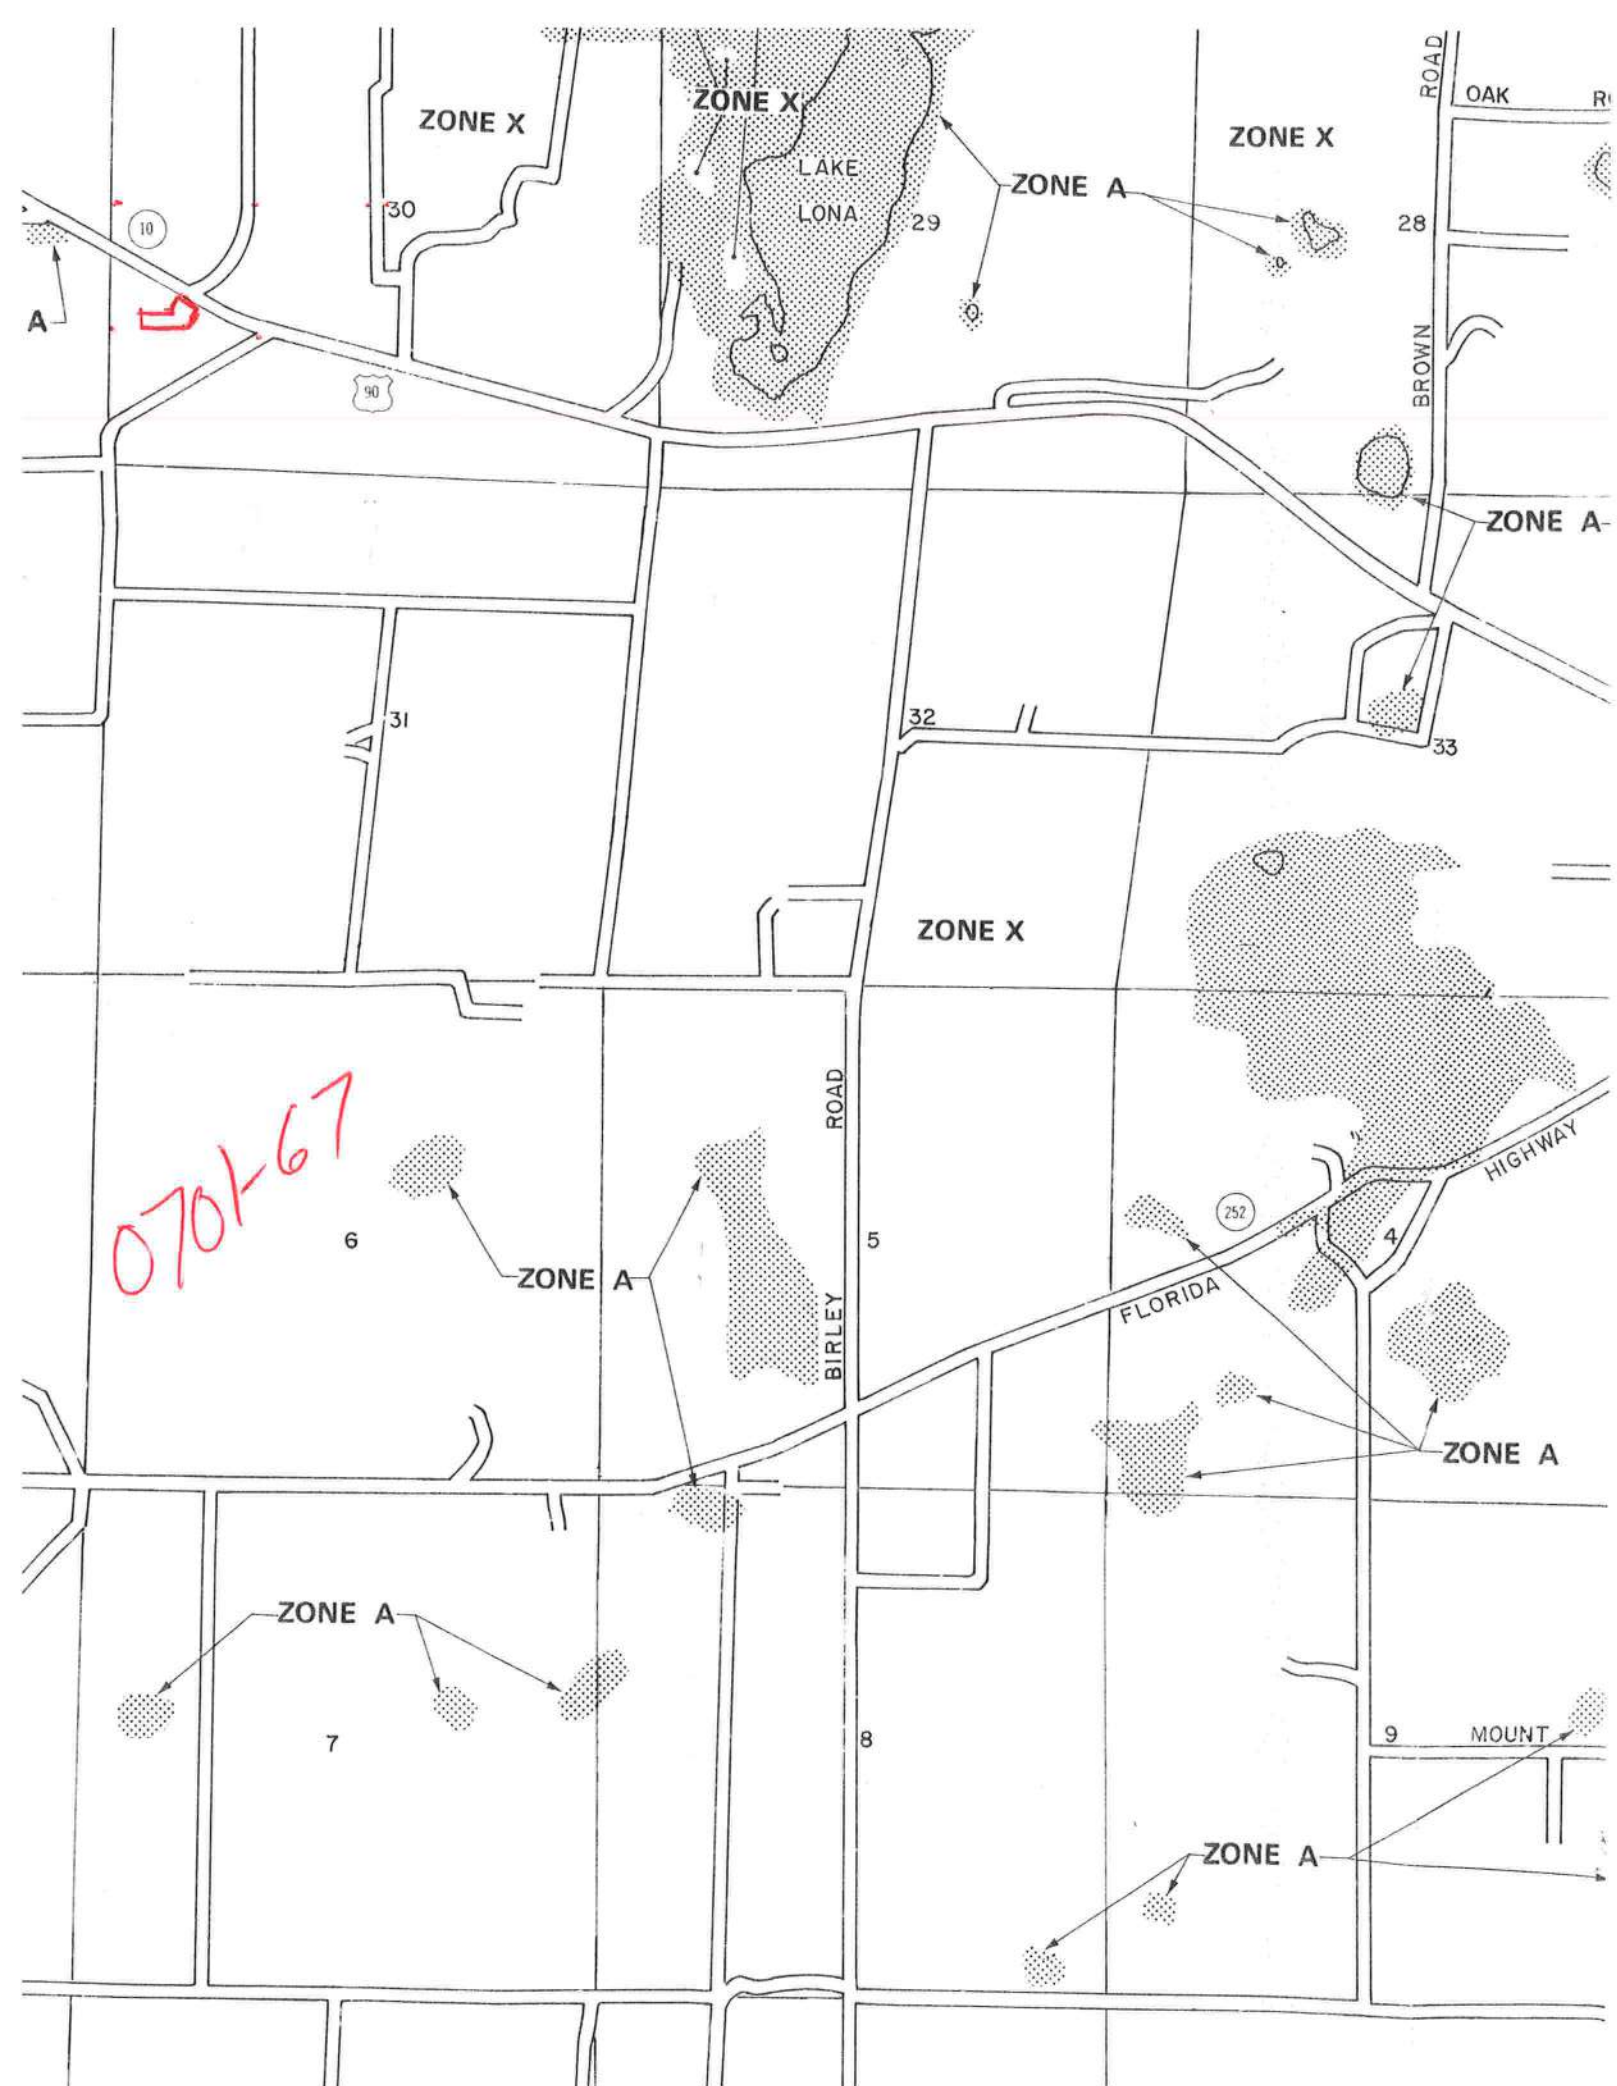 ROAD
OAK
ZONE X
ZONE X
ZONE X
LAKE
LONA
ZONE A
30
10
29
28
A
90
BROWN
ZONE A
31
32
33
ZONE X
0701-67
ROAD
HIGHWAY
252
6
5
4
ZONE A
FLORIDA
BIRLEY
ZONE A
ZONE A
7
8
9
MOUNT
ZONE A